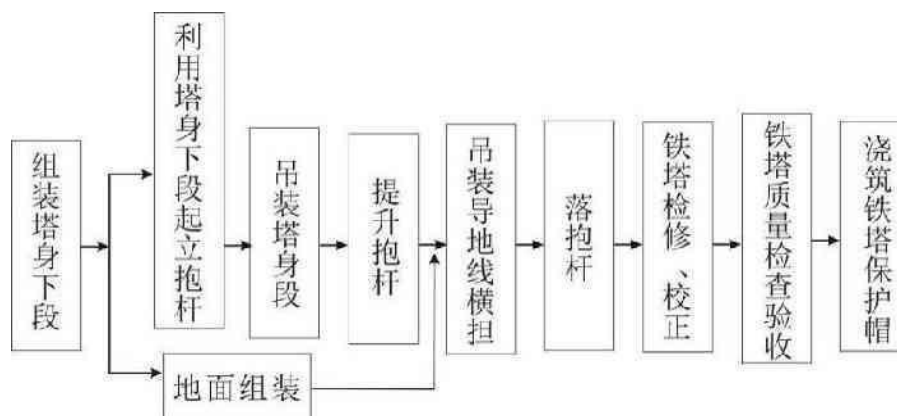 组装塔身下段
利用塔身下段起立抱杆
吊装塔身段
提升抱杆
吊装导地线横担
落抱杆
铁塔检修、校正
铁塔质量检查验收
浇筑铁塔保护帽
地面组装